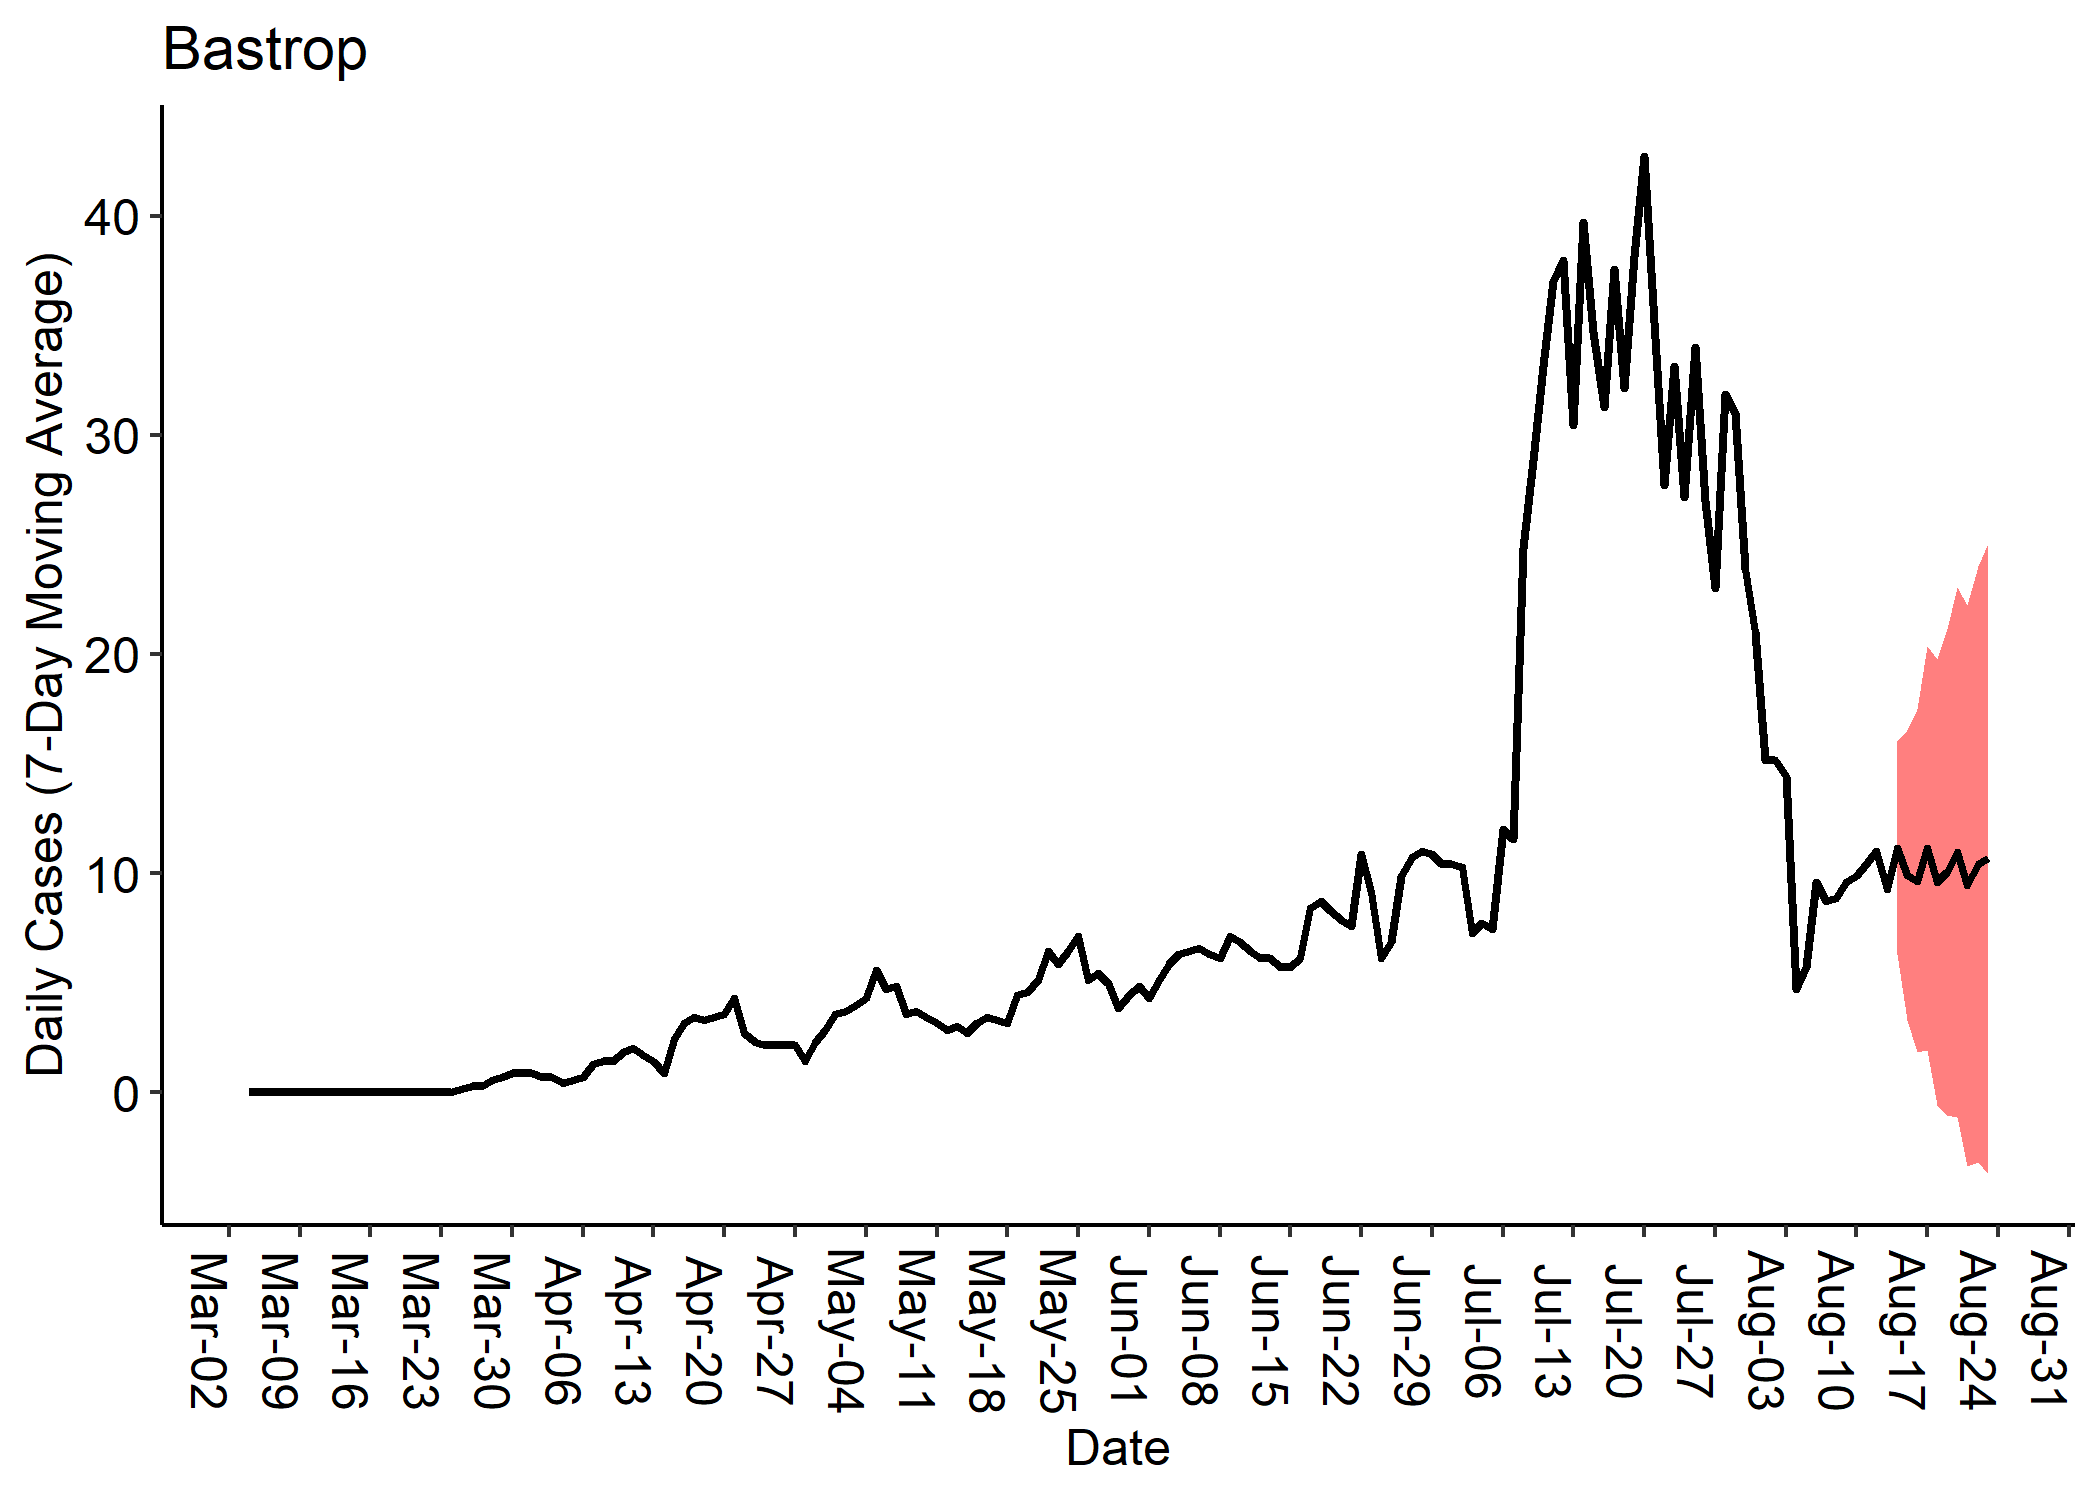 Bastrop
Daily Cases (7-Day Moving Average)
40
30
20
10
0
Mar-02
Mar-09
Mar-16
Mar-23
Mar-30
Apr-06
Apr-13
Apr-20
Apr-27
May-04
May-11
May-18
May-25
Jun-01
Jun-08
Jun-15
Jun-22
Jun-29
Jul-06
Jul-13
Jul-20
Jul-27
Aug-03
Aug-10
Aug-17
Aug-24
Aug-31
Date